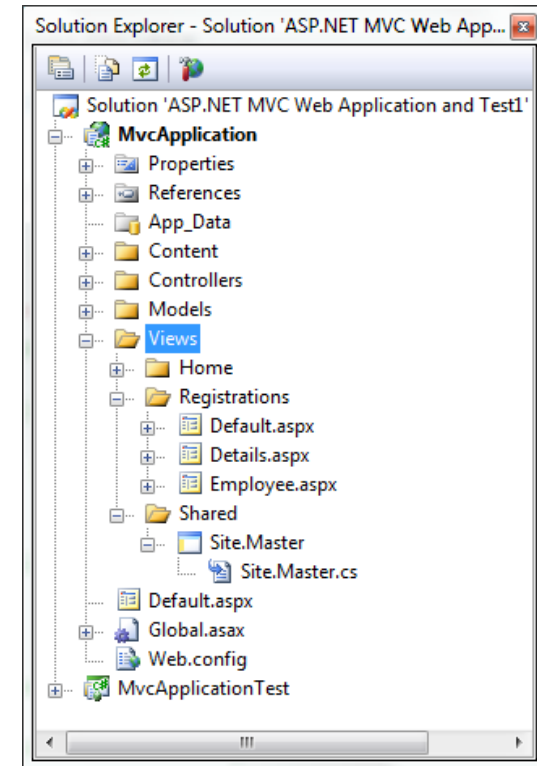 Solution Explorer - Solution 'ASP.NET MVC Web App...
Solution 'ASP.NET MVC Web Application and Test1'
MvcApplication
Properties
References
App_Data
Content
Controllers
Models
Views
Home
Registrations
Default.aspx
Details.aspx
Employee.aspx
Shared
Site.Master
Site.Master.cs
Default.aspx
Global.asax
Web.config
MvcApplicationTest